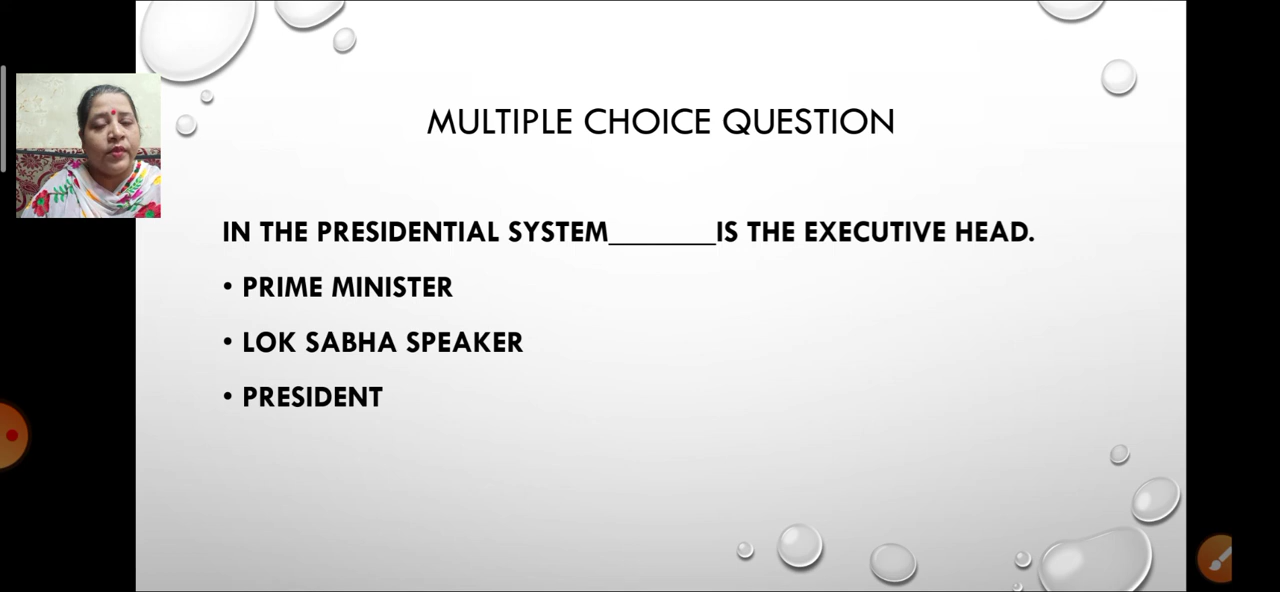 MULTIPLE CHOICE QUESTION
IN THE PRESIDENTIAL SYSTEM________IS THE EXECUTIVE HEAD.
• PRIME MINISTER
• LOK SABHA SPEAKER
• PRESIDENT